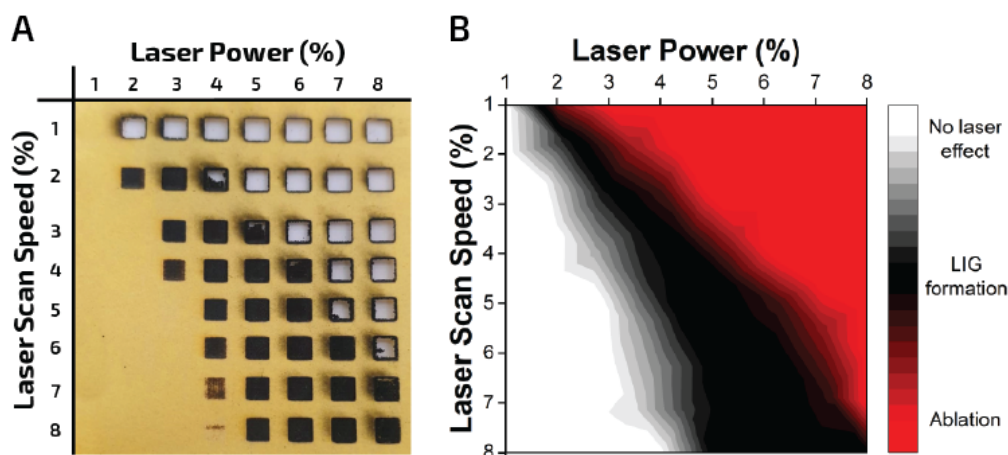 A
Laser Power (%)
1 2 3 4 5 6 7 8
Laser Scan Speed (%)
1
2
3
4
5
6
7
8
B
Laser Power (%)
1 2 3 4 5 6 7 8
Laser Scan Speed (%)
1
2
3
4
5
6
7
8
No laser
effect
LIG
formation
Ablation